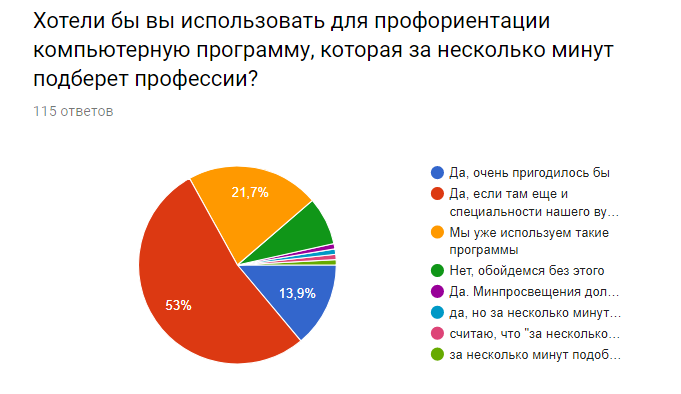 Хотели бы вы использовать для профориентации
компьютерную программу, которая за несколько минут
подберет профессии?
115 ответов
21,7%
53%
13,9%
Да, очень пригодилось бы
Да, если там еще и
специальности нашего ву…
Мы уже используем такие
программы
Нет, обойдемся без этого
Да. Минпросвещения дол…
да, но за несколько минут…
считаю, что "за несколько…
за несколько минут подоб…